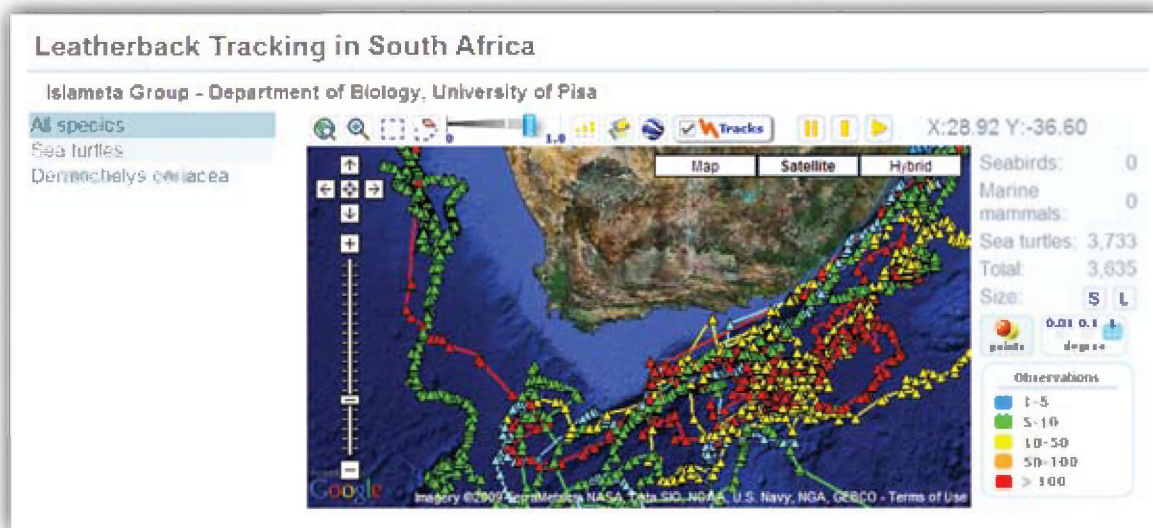 Leatherback Tracking in South Africa
Islameta Group - Department of Biology, University of Pisa
All species
Sea turtles
Dermochelys coriacea
0 1.0 Tracks X:28.92 Y:-36.60
Map Satellite Hybrid
Seabirds: 0
Marine mammals: 0
Sea turtles: 3,733
Total: 3,635
Size: S L
0.01 0.1 1
points degree
Observations
1-5
5-10
10-50
50-100
> 100
Google
Imagery ©2009 TerraMetrics, NASA, Data SIO, NOAA, U.S. Navy, NGA, GEBCO - Terms of Use